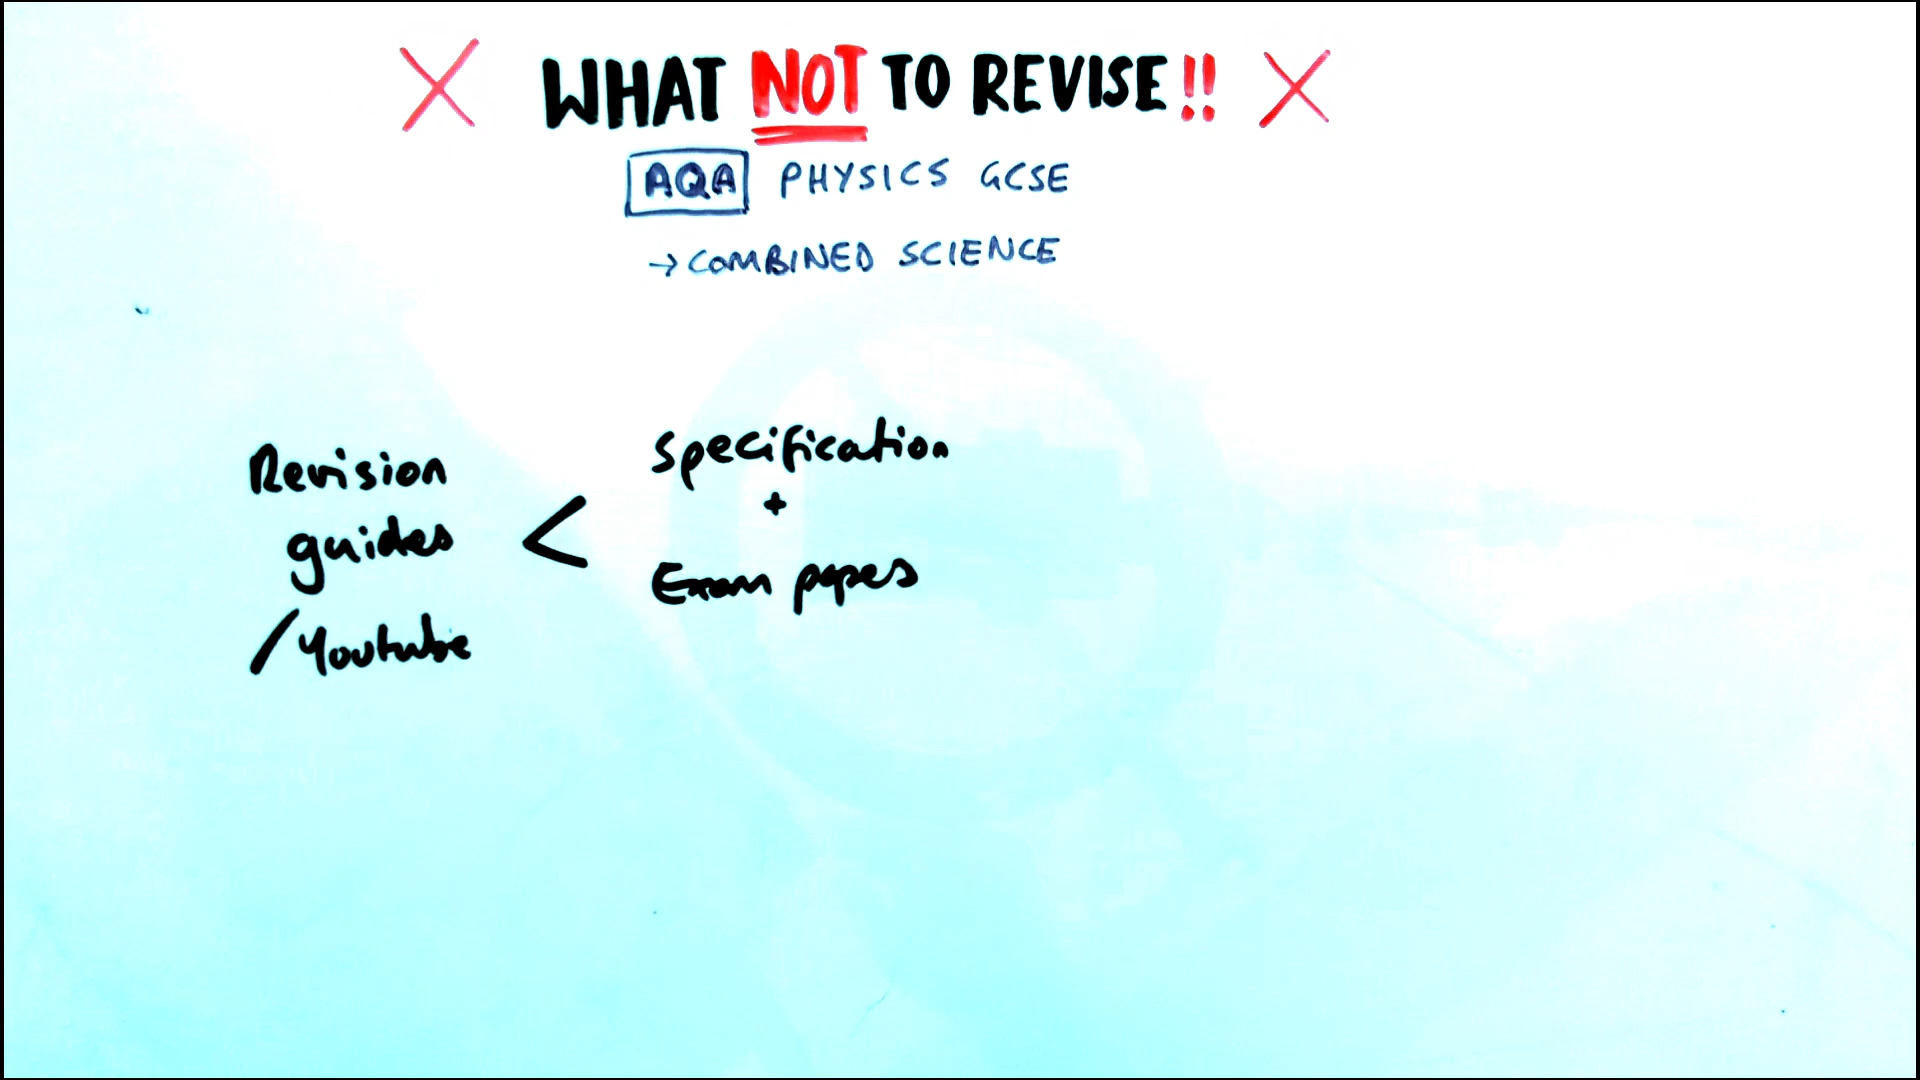 WHAT NOT TO REVISE!!
AQA PHYSICS GCSE
→ COMBINED SCIENCE
Revision
guides
/Youtube
<
Specification
+
Exam papers